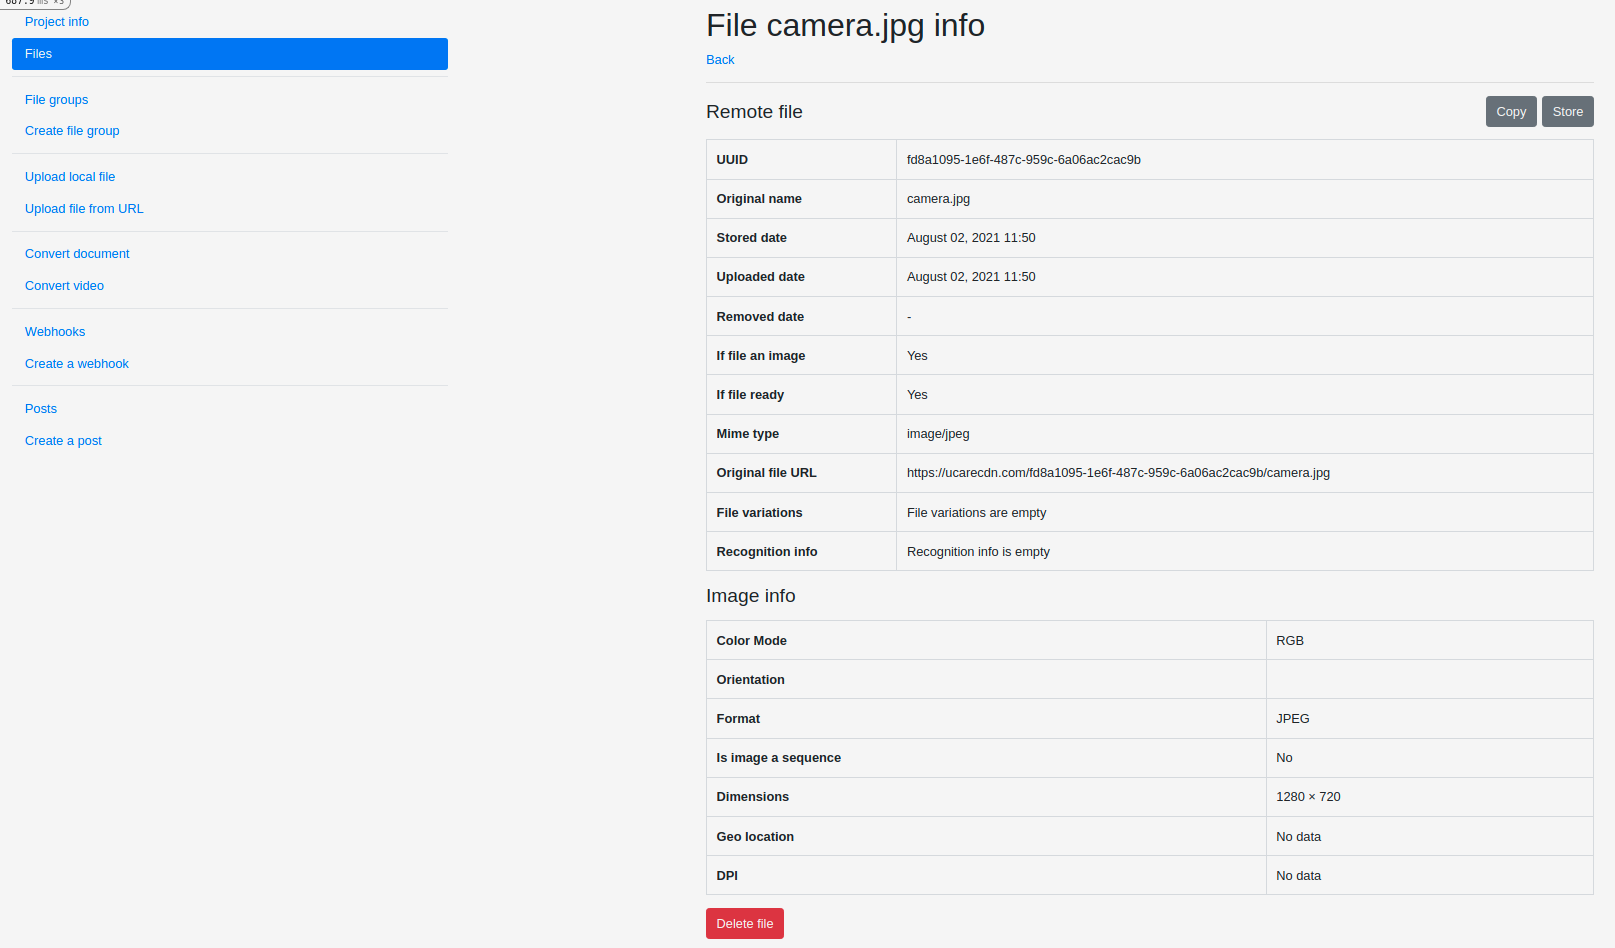 687.9 ms ×3
Project info
Files
File groups
Create file group
Upload local file
Upload file from URL
Convert document
Convert video
Webhooks
Create a webhook
Posts
Create a post
File camera.jpg info
Back
Remote file
Copy Store
UUID fd8a1095-1e6f-487c-959c-6a06ac2cac9b
Original name camera.jpg
Stored date August 02, 2021 11:50
Uploaded date August 02, 2021 11:50
Removed date -
If file an image Yes
If file ready Yes
Mime type image/jpeg
Original file URL https://ucarecdn.com/fd8a1095-1e6f-487c-959c-6a06ac2cac9b/camera.jpg
File variations File variations are empty
Recognition info Recognition info is empty
Image info
Color Mode RGB
Orientation
Format JPEG
Is image a sequence No
Dimensions 1280 × 720
Geo location No data
DPI No data
Delete file